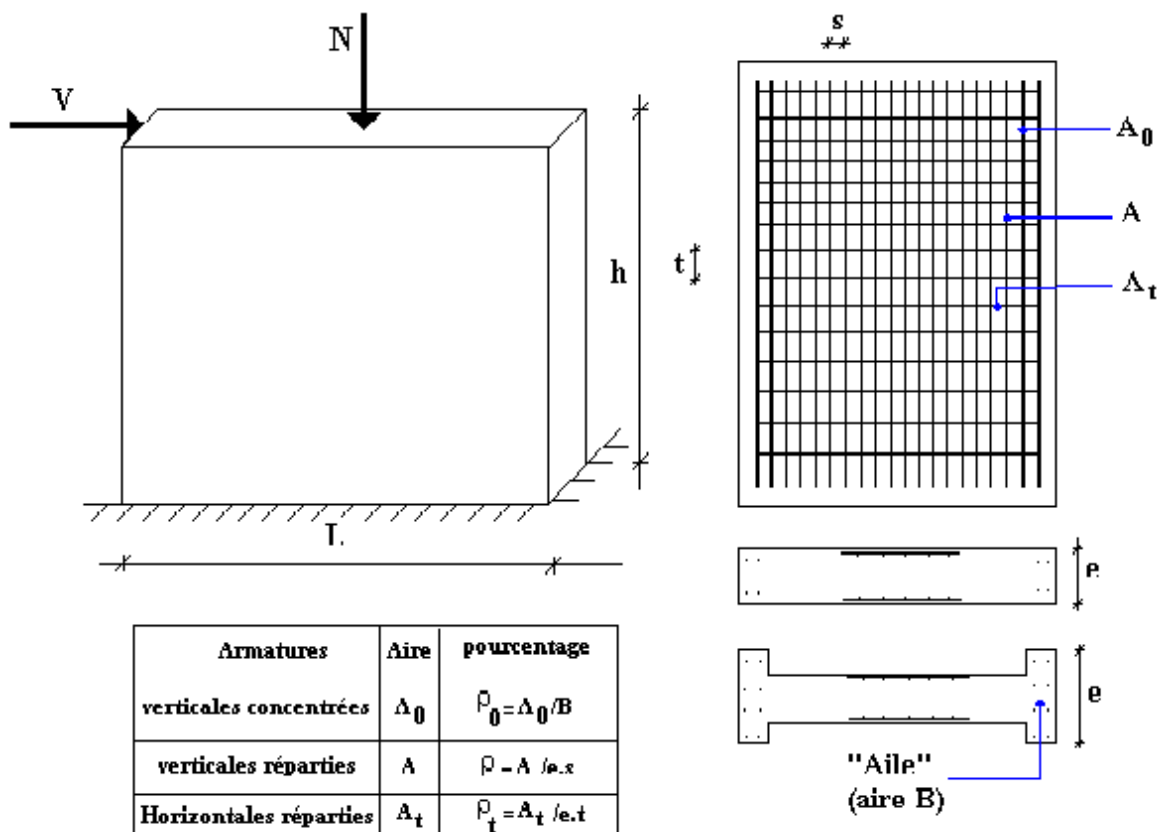 N
V
h
L
s
t
A₀
A
Aₜ
e
e
"Aile"
(aire B)
Armatures Aire pourcentage
verticales concentrées A₀ ρ₀=A₀/B
verticales réparties A ρ=A /e.s
Horizontales réparties Aₜ ρₜ=Aₜ/e.t